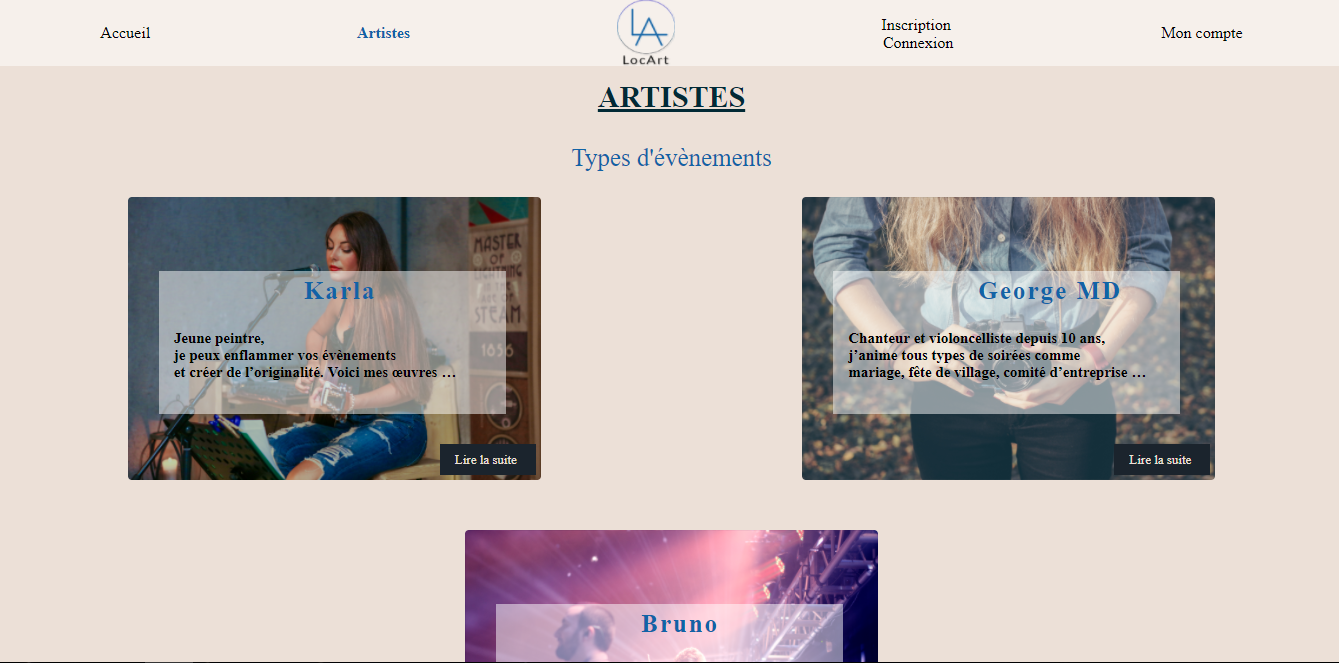 Accueil
Artistes
LA
LocArt
Inscription
Connexion
Mon compte
ARTISTES
Types d'évènements
MASTER
OF
STEAM
1656
Karla
Jeune peintre,
je peux enflammer vos évènements
et créer de l’originalité. Voici mes œuvres …
Lire la suite
George MD
Chanteur et violoncelliste depuis 10 ans,
j’anime tous types de soirées comme
mariage, fête de village, comité d’entreprise …
Lire la suite
Bruno